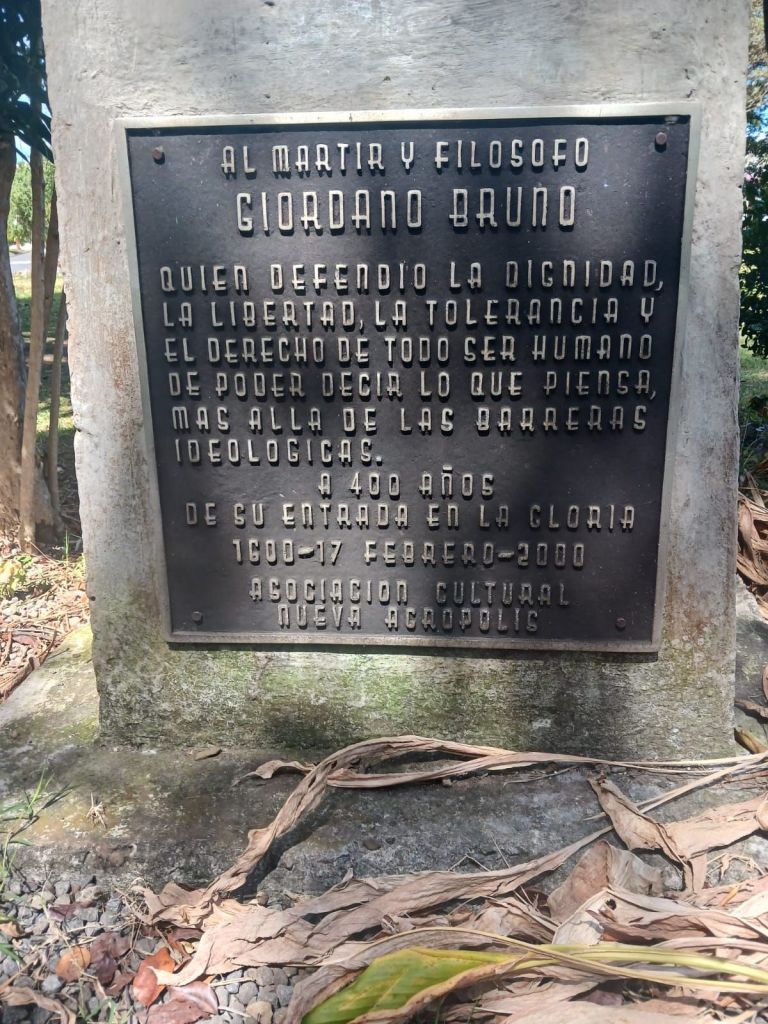 AL MARTIR Y FILOSOFO
GIORDANO BRUNO
QUIEN DEFENDIO LA DIGNIDAD,
LA LIBERTAD, LA TOLERANCIA Y
EL DERECHO DE TODO SER HUMANO
DE PODER DECIR LO QUE PIENSA,
MAS ALLA DE LAS BARRERAS
IDEOLOGICAS.
A 400 AÑOS
DE SU ENTRADA EN LA GLORIA
1600-17 FEBRERO-2000
ASOCIACION CULTURAL
NUEVA ACROPOLIS